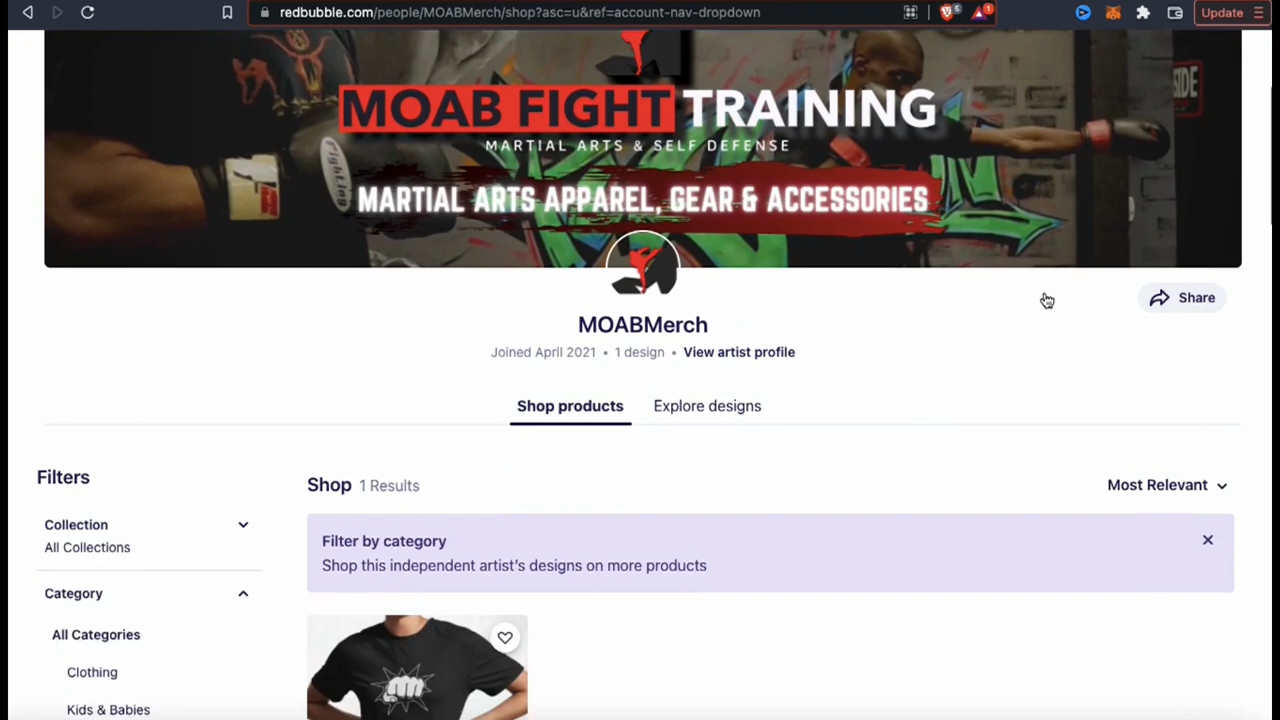 redbubble.com/people/MOABMerch/shop?asc=u&ref=account-nav-dropdown
5
1
Update
MOAB FIGHT TRAINING
MARTIAL ARTS & SELF DEFENSE
MARTIAL ARTS APPAREL, GEAR & ACCESSORIES
Share
MOABMerch
Joined April 2021 • 1 design • View artist profile
Shop products
Explore designs
Filters
Collection
All Collections
Category
All Categories
Clothing
Kids & Babies
Shop 1 Results
Most Relevant
Filter by category
Shop this independent artist's designs on more products